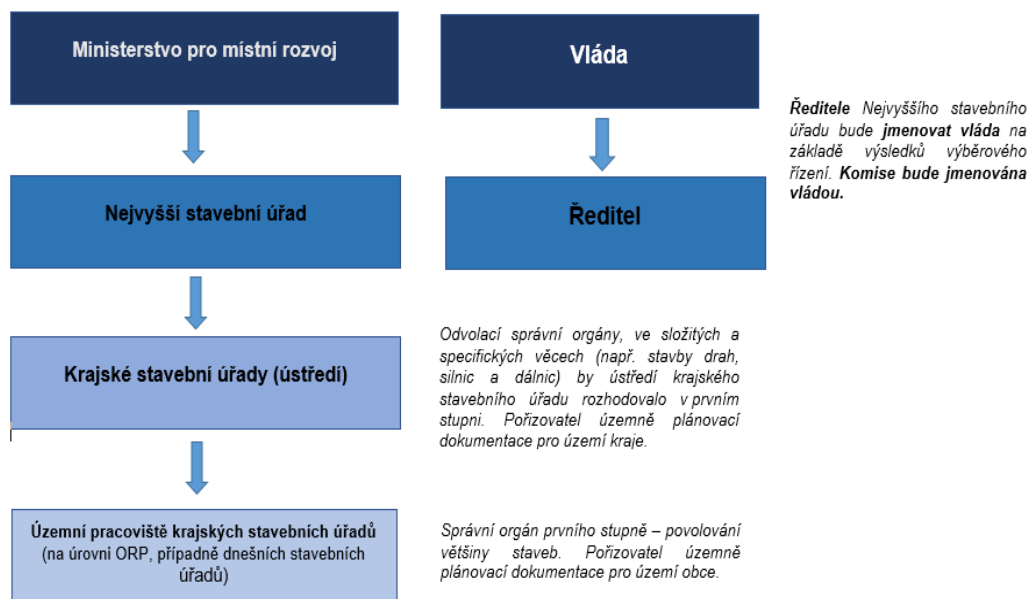 Ministerstvo pro místní rozvoj
Vláda
Ředitele Nejvyššího stavebního
úřadu bude jmenovat vláda na
základě výsledků výběrového
řízení. Komise bude jmenována
vládou.
Nejvyšší stavební úřad
Ředitel
Krajské stavební úřady (ústředí)
Odvolací správní orgány, ve složitých a
specifických věcech (např. stavby drah,
silnic a dálnic) by ústředí krajského
stavebního úřadu rozhodovalo v prvním
stupni. Pořizovatel územně plánovací
dokumentace pro území kraje.
Územní pracoviště krajských stavebních úřadů
(na úrovni ORP, případně dnešních stavebních
úřadů)
Správní orgán prvního stupně – povolování
většiny staveb. Pořizovatel územně
plánovací dokumentace pro území obce.